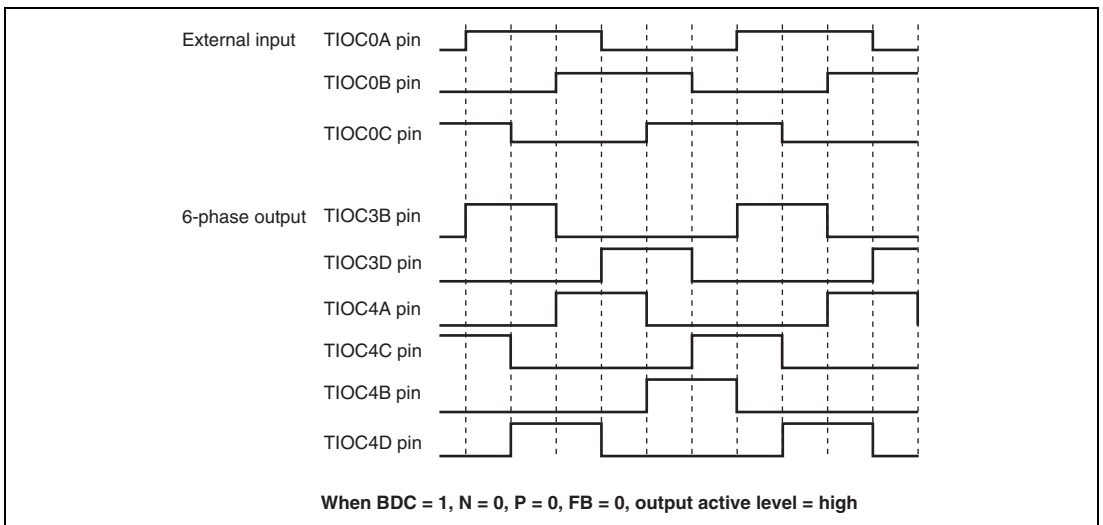 External input TIOC0A pin
TIOC0B pin
TIOC0C pin
6-phase output TIOC3B pin
TIOC3D pin
TIOC4A pin
TIOC4C pin
TIOC4B pin
TIOC4D pin
When BDC = 1, N = 0, P = 0, FB = 0, output active level = high